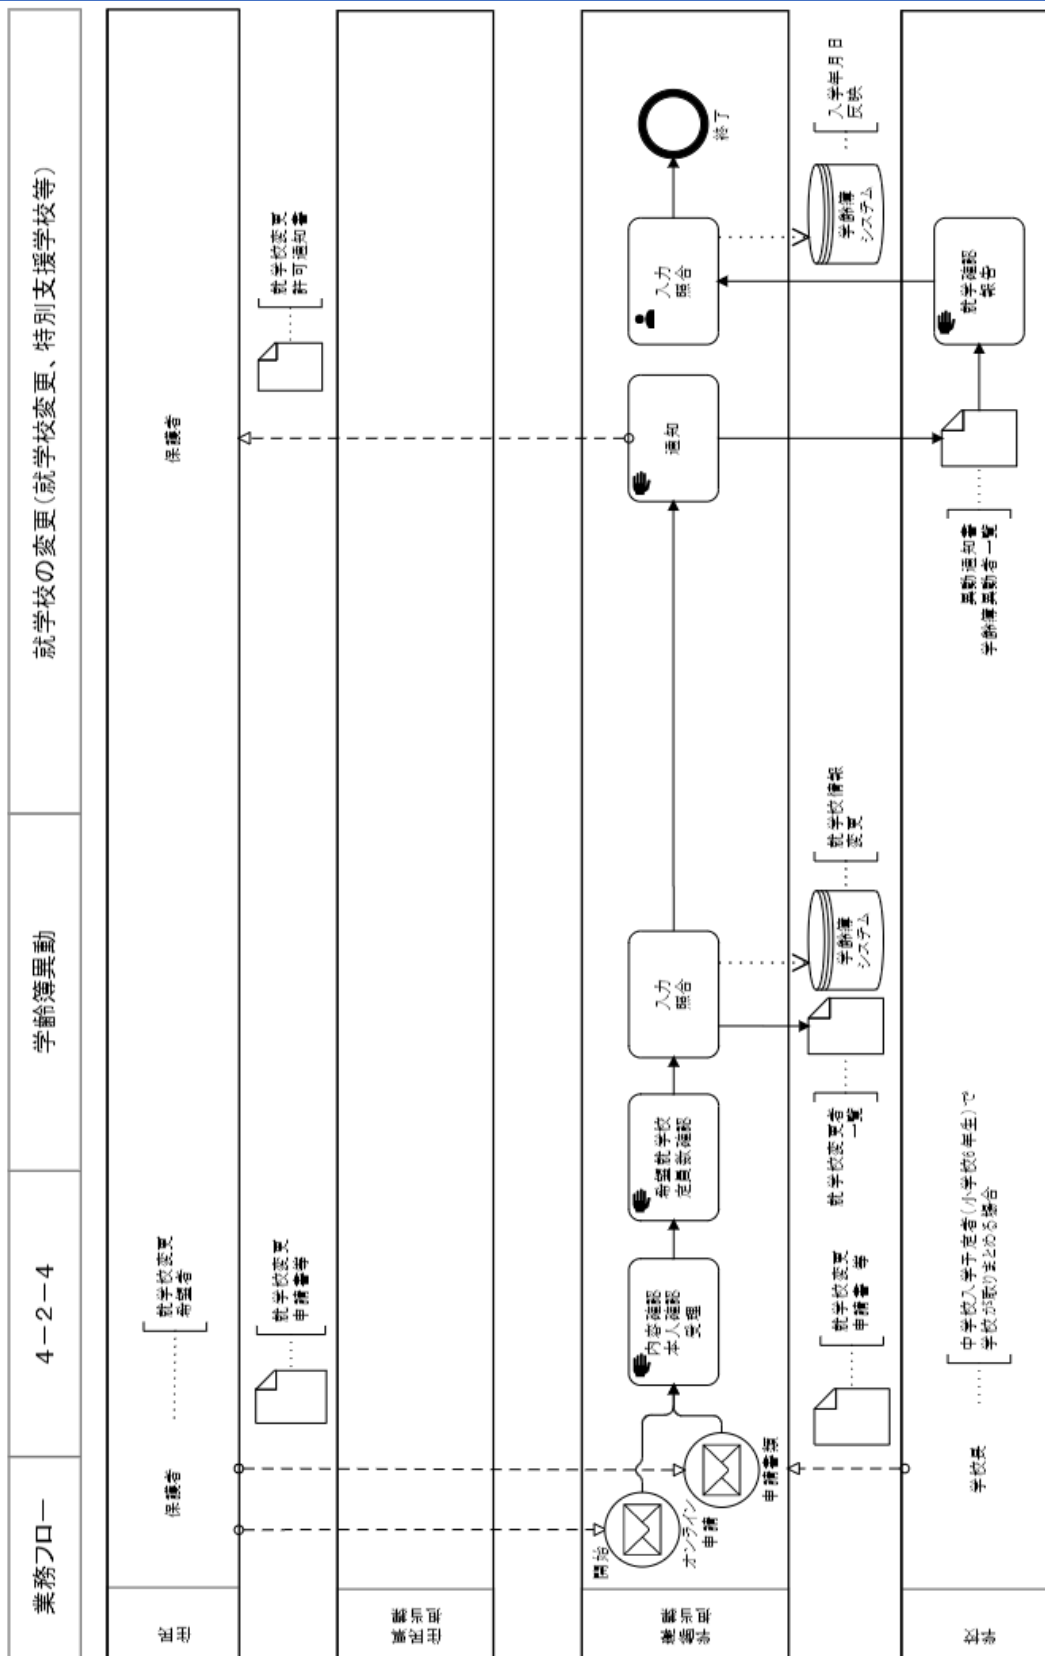 業務フロー
4－2－4
学齢簿異動
就学校の変更（就学校変更、特別支援学校等）
住民
保護者
就学校変更
希望者
保護者
就学校変更
申請書等
就学校変更
許可通知書
開始
オンライン
申請
申請書類
内容確認
本人確認
受理
希望就学校
定員数確認
入力
照合
通知
入力
照合
終了
就学校変更
申請書　等
就学校変更者
一覧
学齢簿
システム
就学校情報
変更
学齢簿
システム
入学年月日
反映
学校
学校長
中学校入学予定者（小学校6年生）で
学校が取りまとめる場合
異動通知書
学齢簿異動者一覧
就学確認
報告